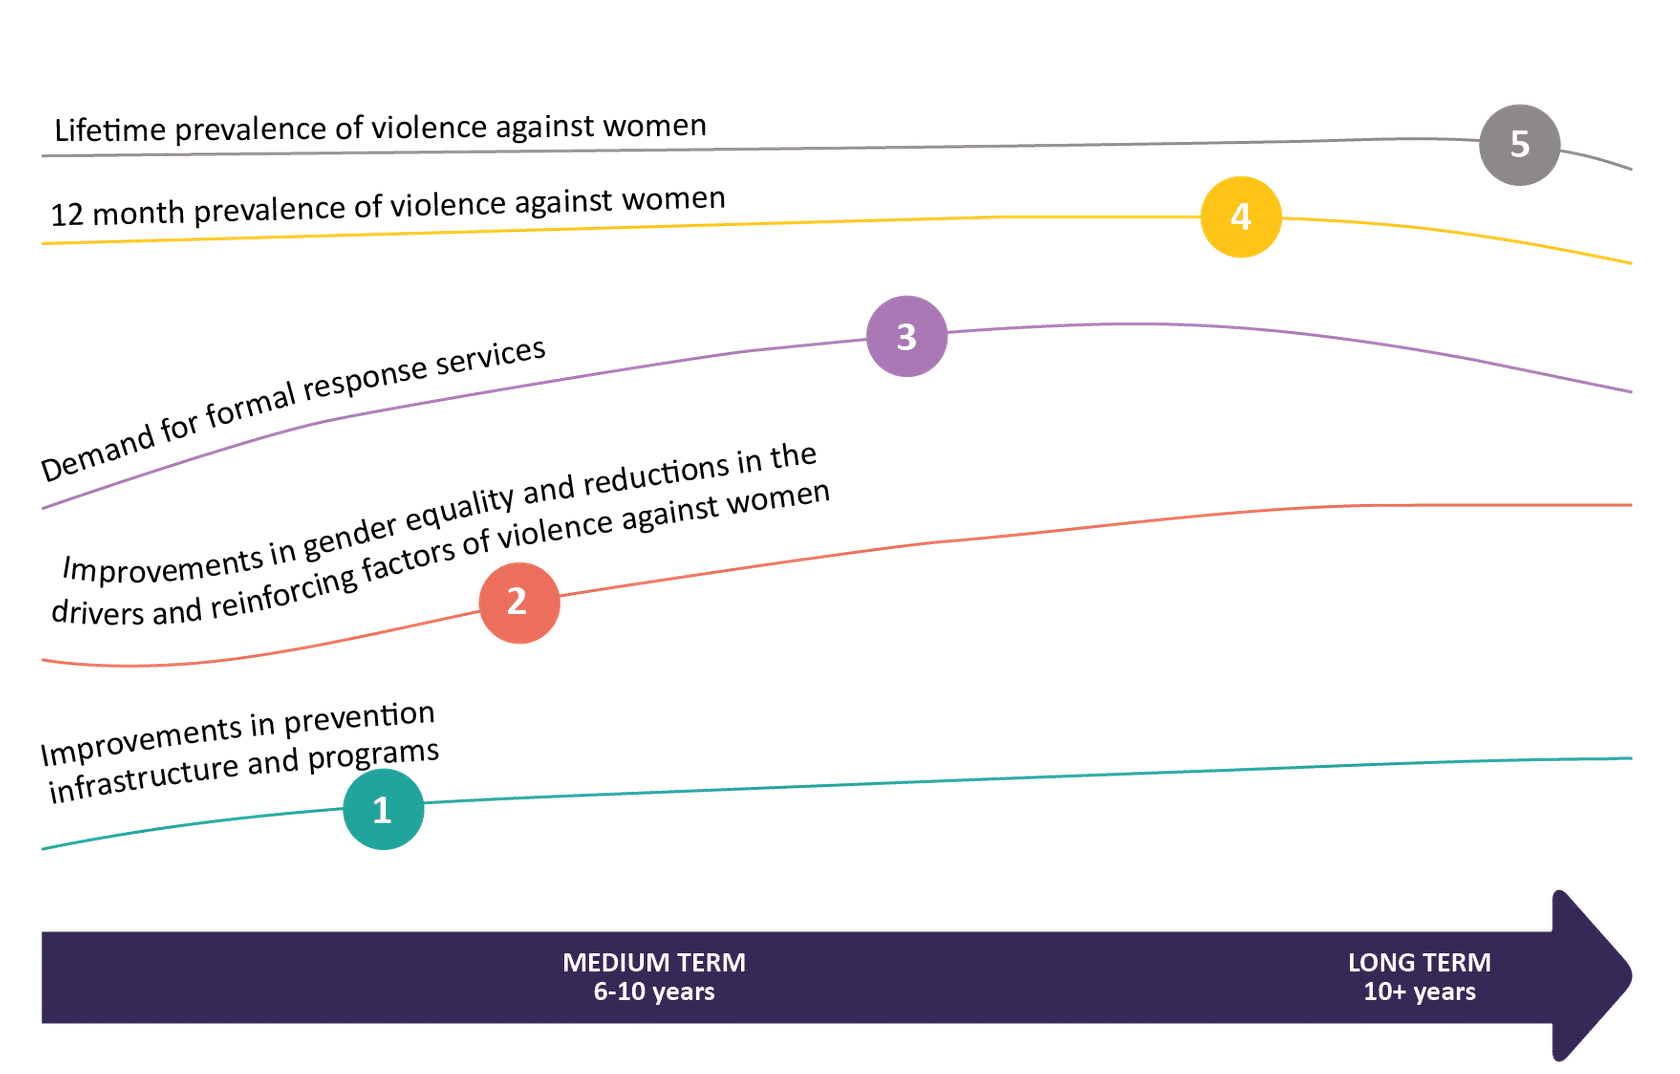 Lifetime prevalence of violence against women
5
12 month prevalence of violence against women
4
3
Demand for formal response services
Improvements in gender equality and reductions in the
drivers and reinforcing factors of violence against women
2
Improvements in prevention
infrastructure and programs
1
MEDIUM TERM
6-10 years
LONG TERM
10+ years